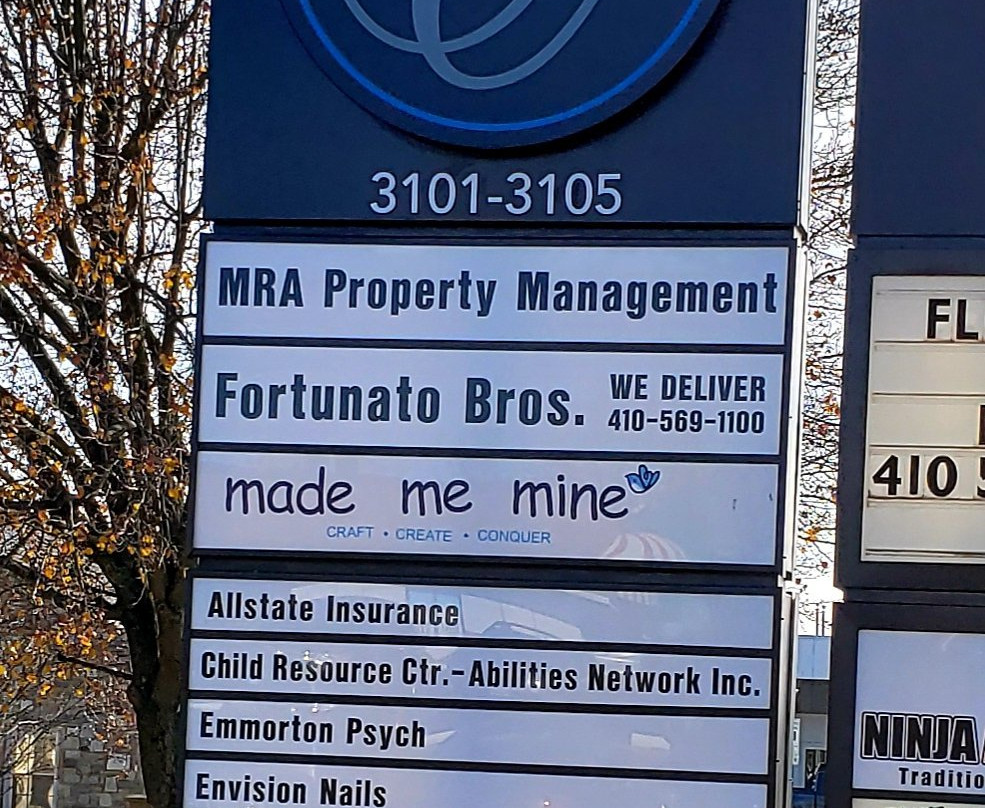 3101-3105
MRA Property Management
Fortunato Bros.
WE DELIVER
410-569-1100
made me mine
CRAFT • CREATE • CONQUER
Allstate Insurance
Child Resource Ctr.-Abilities Network Inc.
Emmorton Psych
Envision Nails
FL
410
NINJA